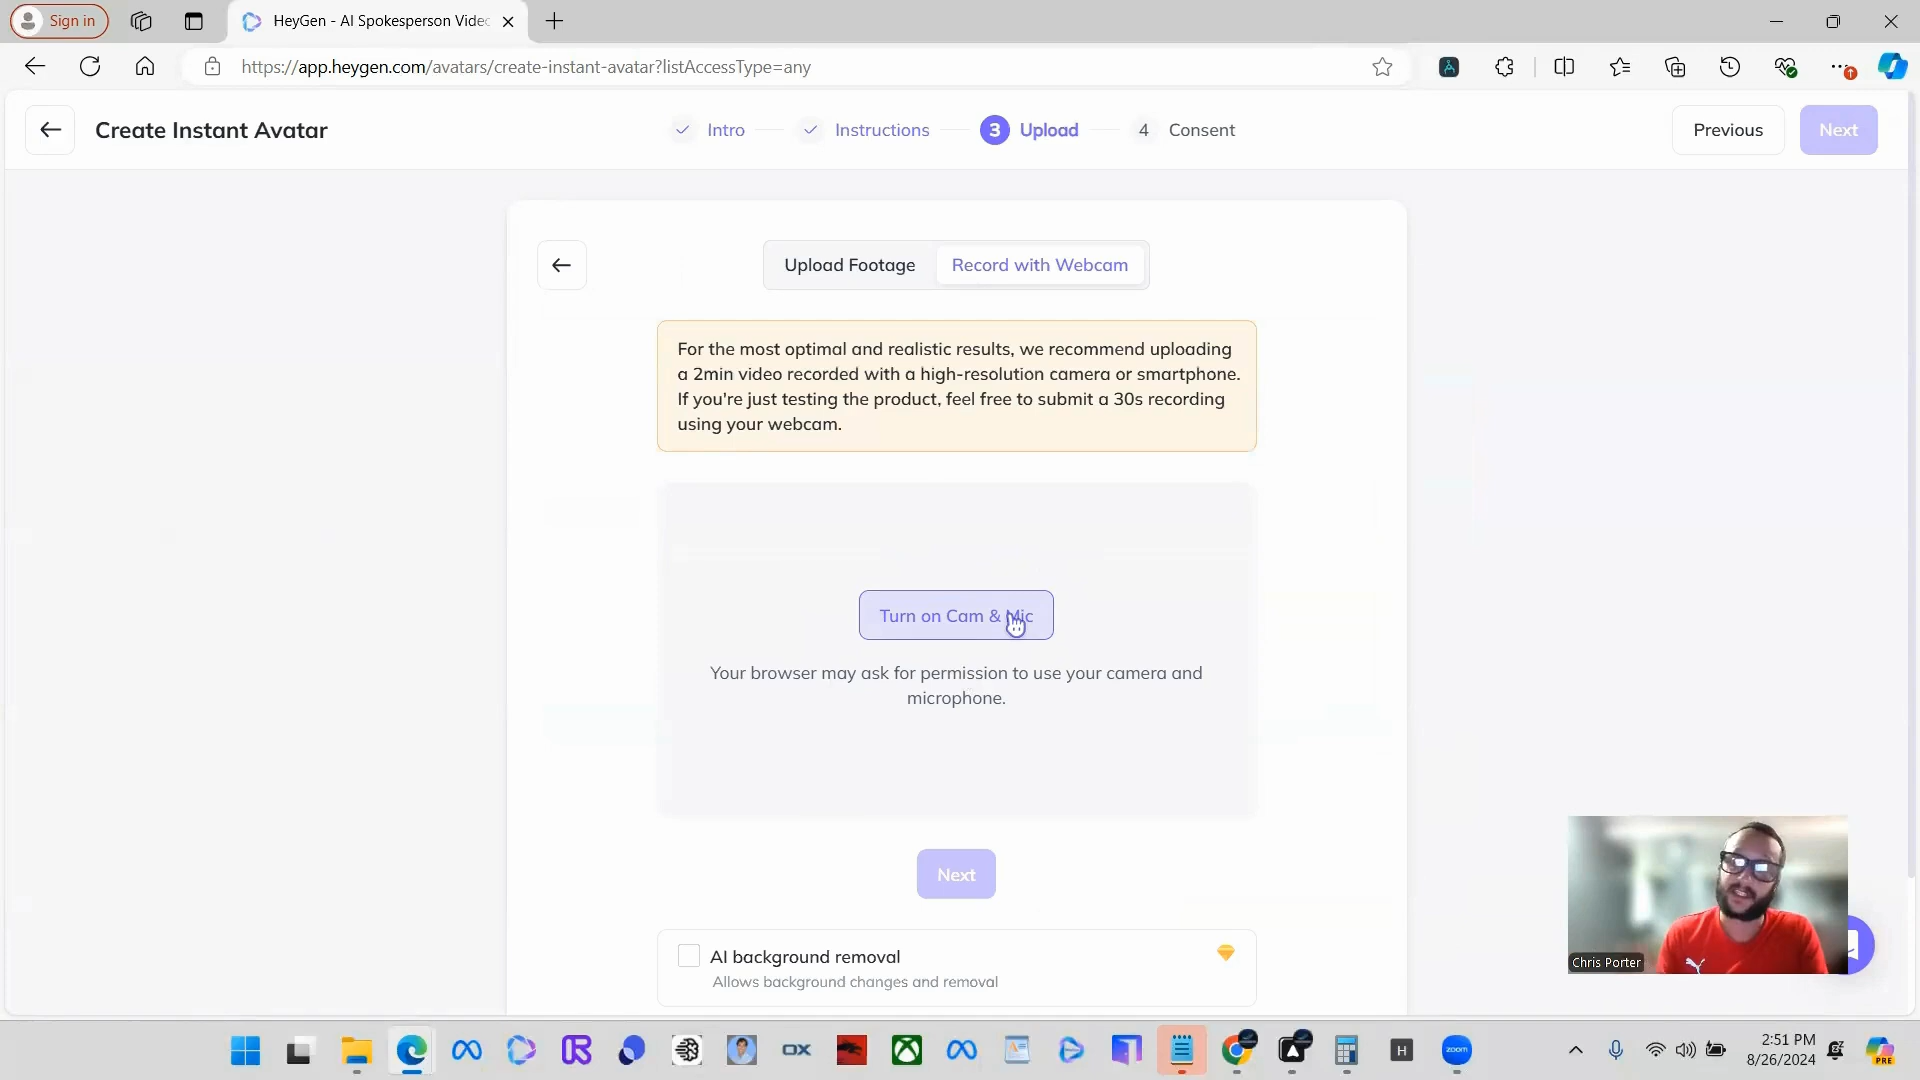 Sign in
HeyGen - AI Spokesperson Videc
https://app.heygen.com/avatars/create-instant-avatar?listAccessType=any
Create Instant Avatar
Intro
Instructions
3 Upload
4 Consent
Previous
Next
Upload Footage
Record with Webcam
For the most optimal and realistic results, we recommend uploading
a 2min video recorded with a high-resolution camera or smartphone.
If you're just testing the product, feel free to submit a 30s recording
using your webcam.
Turn on Cam & Mic
Your browser may ask for permission to use your camera and
microphone.
Next
AI background removal
Allows background changes and removal
Chris Porter
OX
H
zoom
2:51 PM
8/26/2024
PRE